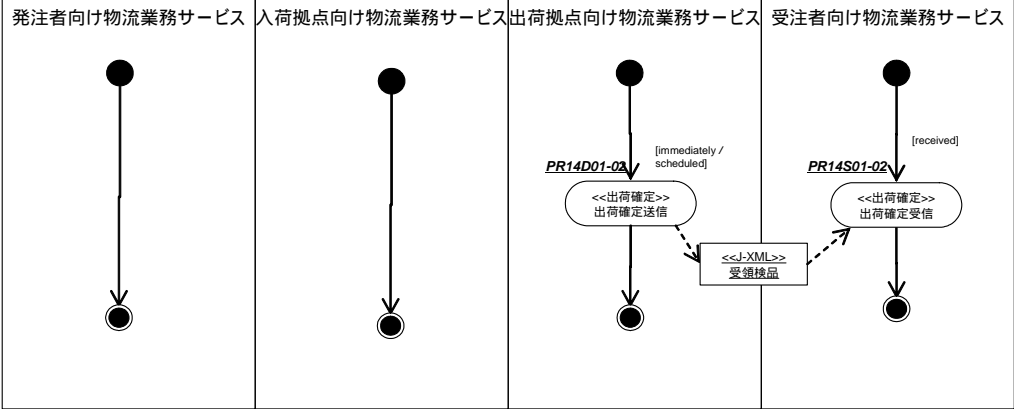 発注者向け物流業務サービス
入荷拠点向け物流業務サービス
出荷拠点向け物流業務サービス
受注者向け物流業務サービス
[immediately /
scheduled]
PR14D01-02
<<出荷確定>>
出荷確定送信
[received]
PR14S01-02
<<出荷確定>>
出荷確定受信
<<J-XML>>
受領検品